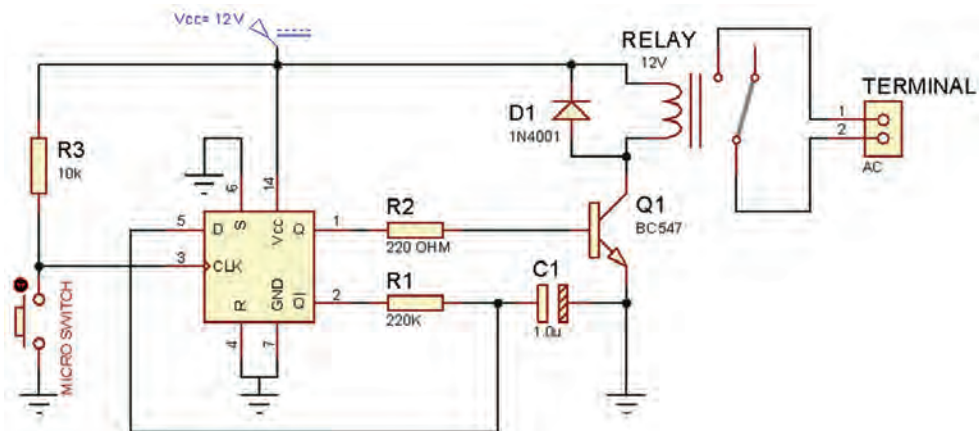 Vcc= 12V
RELAY
12V
TERMINAL
1
2
AC
D1
1N4001
R3
10k
6
14
5
D
S
Vcc
Q
1
R2
220 OHM
Q1
BC547
3
CLK
R
GND
Q|
2
R1
220K
C1
1.0u
4
7
MICRO SWITCH